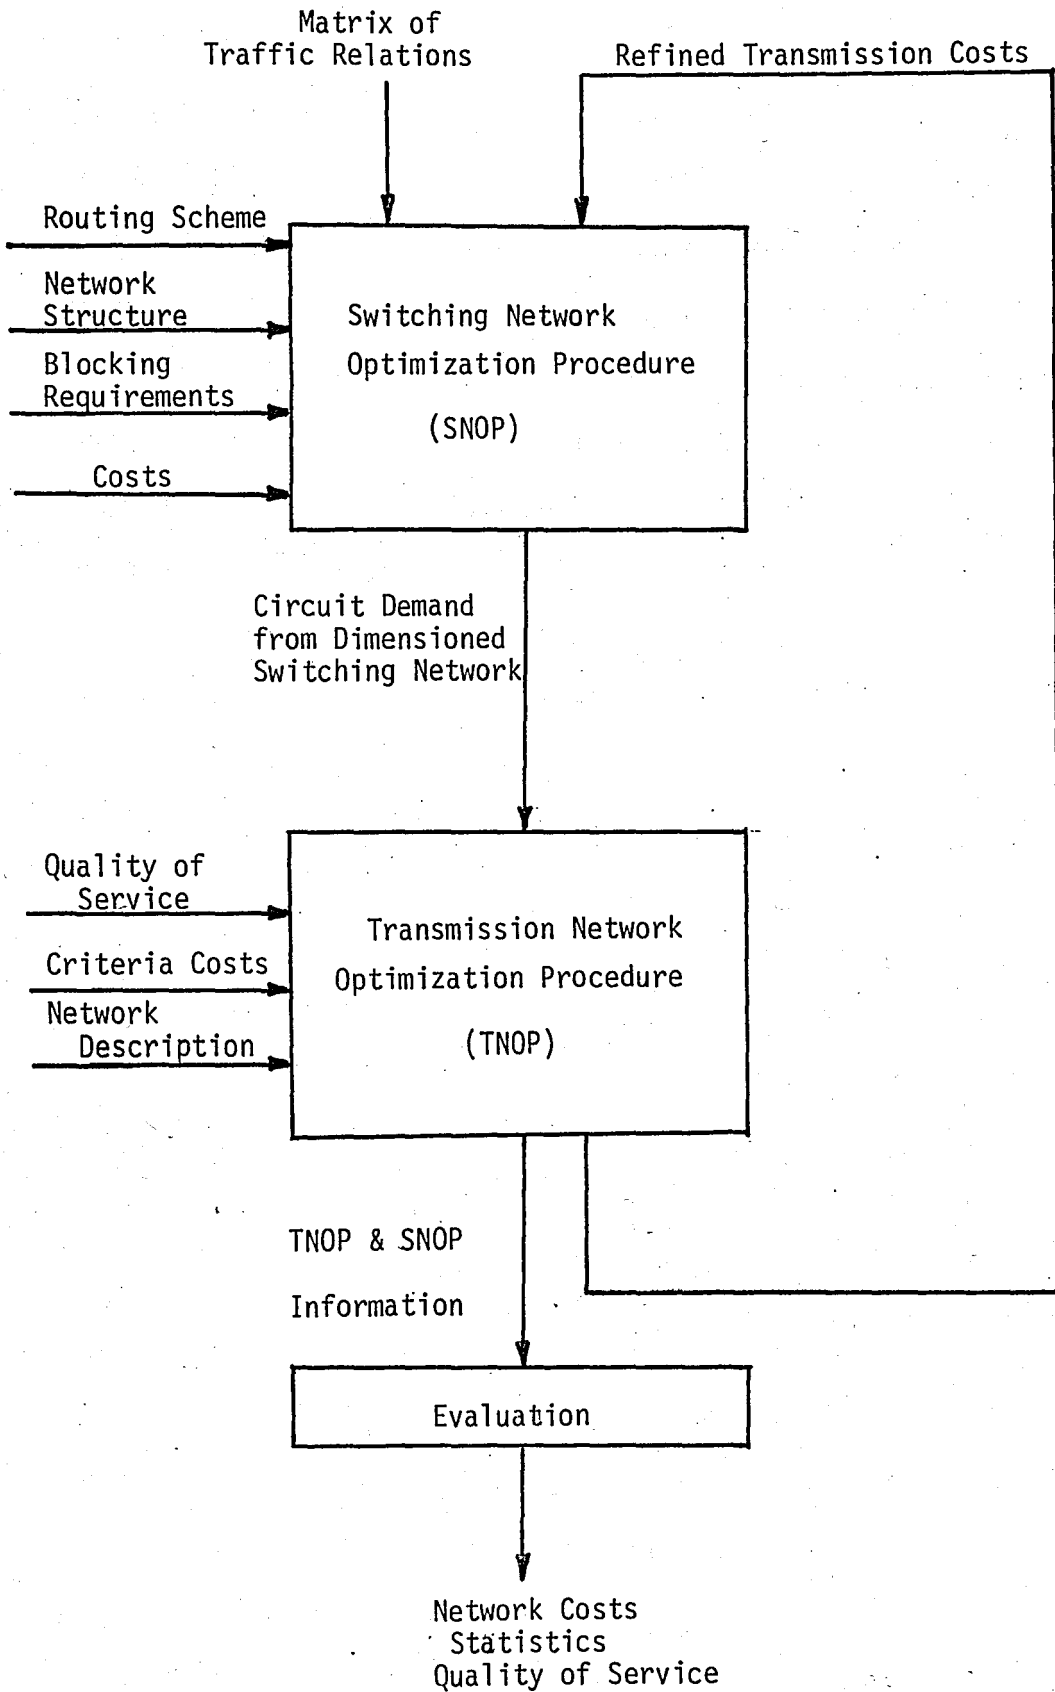 Matrix of
Traffic Relations
Refined Transmission Costs
Routing Scheme
Network
Structure
Blocking
Requirements
Costs
Switching Network
Optimization Procedure
(SNOP)
Circuit Demand
from Dimensioned
Switching Network
Quality of
Service
Criteria Costs
Network
Description
Transmission Network
Optimization Procedure
(TNOP)
TNOP & SNOP
Information
Evaluation
Network Costs
Statistics
Quality of Service